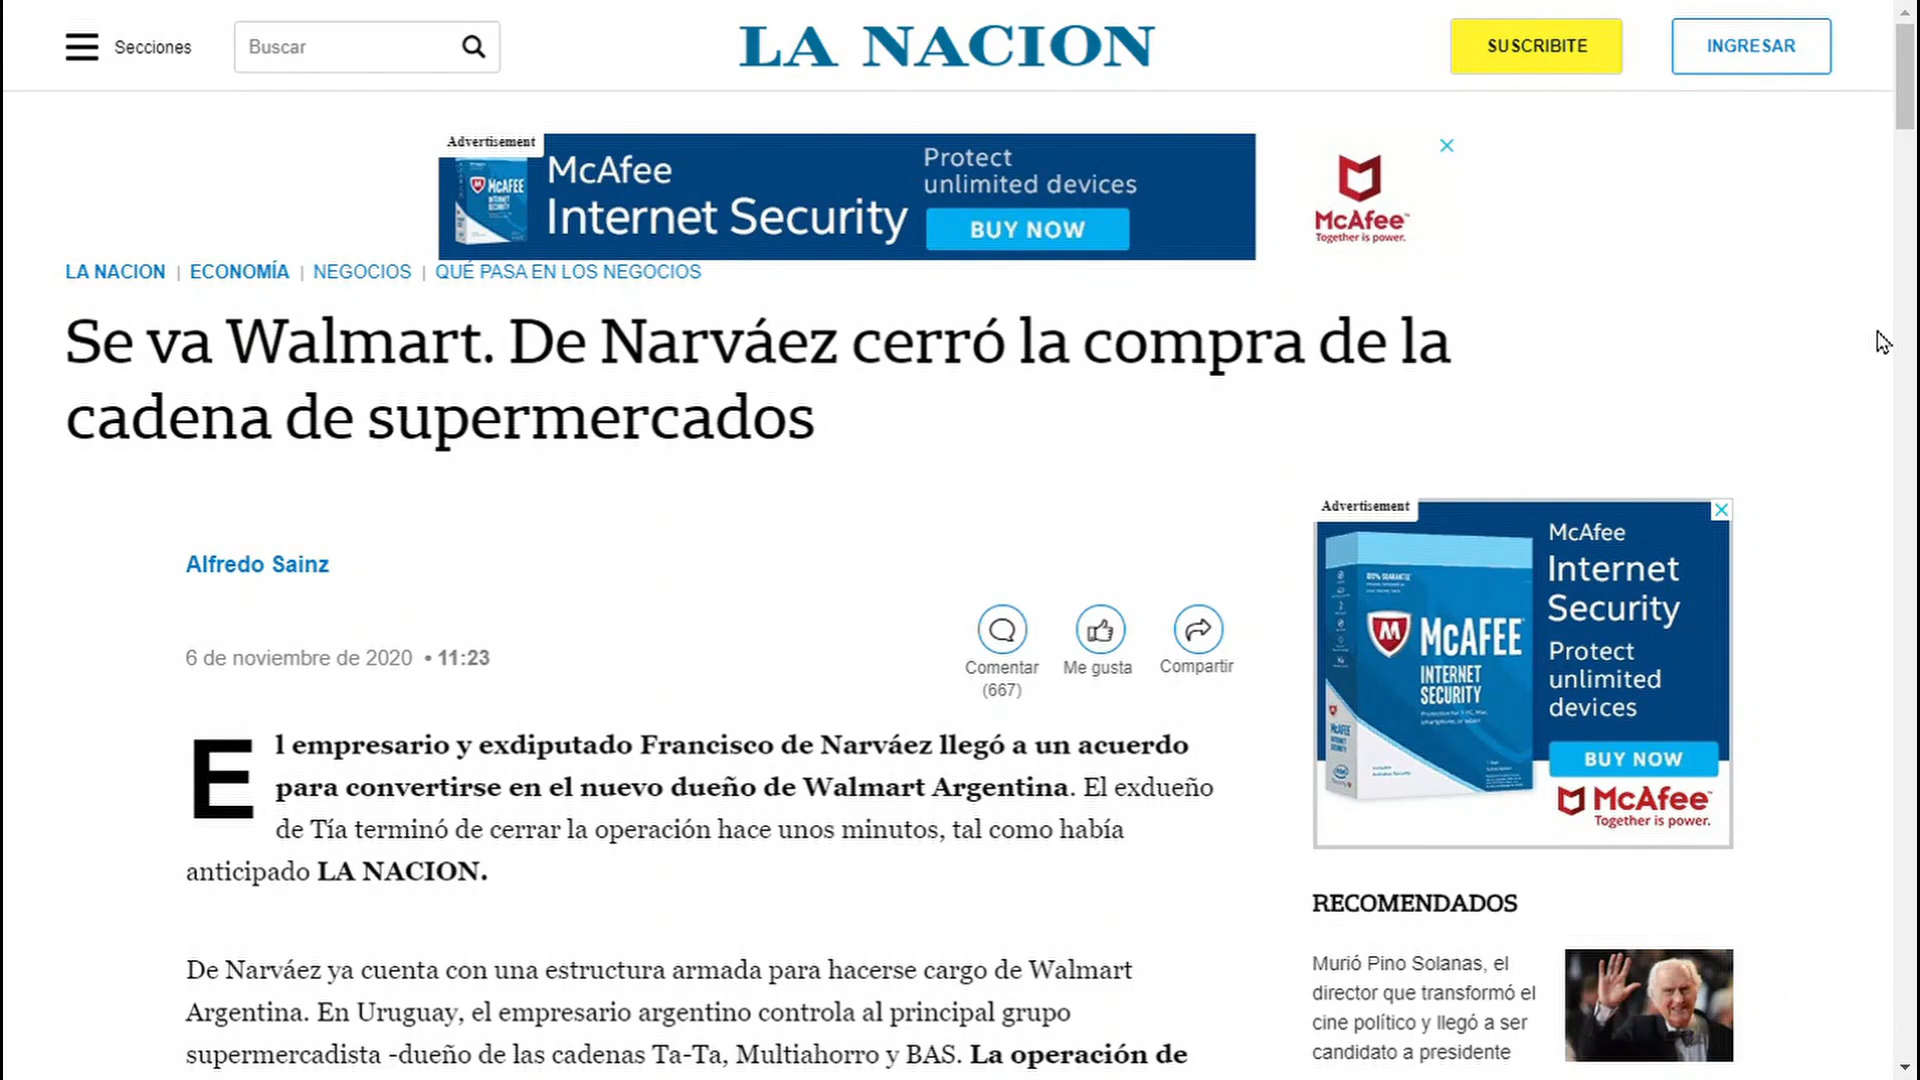 Secciones
Buscar
LA NACION
SUSCRIBITE
INGRESAR
Advertisement
McAfee
Internet Security
Protect
unlimited devices
BUY NOW
McAFEE
INTERNET
SECURITY
McAfee
Together is power.
LA NACION | ECONOMÍA | NEGOCIOS | QUÉ PASA EN LOS NEGOCIOS
Se va Walmart. De Narváez cerró la compra de la
cadena de supermercados
Alfredo Sainz
6 de noviembre de 2020 • 11:23
Comentar
(667)
Me gusta
Compartir
El empresario y exdiputado Francisco de Narváez llegó a un acuerdo
para convertirse en el nuevo dueño de Walmart Argentina. El exdueño
de Tía terminó de cerrar la operación hace unos minutos, tal como había
anticipado LA NACION.
De Narváez ya cuenta con una estructura armada para hacerse cargo de Walmart
Argentina. En Uruguay, el empresario argentino controla al principal grupo
supermercadista -dueño de las cadenas Ta-Ta, Multiahorro y BAS. La operación de
Advertisement
McAfee
Internet
Security
Protect
unlimited
devices
BUY NOW
McAfee
Together is power.
McAFEE
INTERNET
SECURITY
RECOMENDADOS
Murió Pino Solanas, el
director que transformó el
cine político y llegó a ser
candidato a presidente